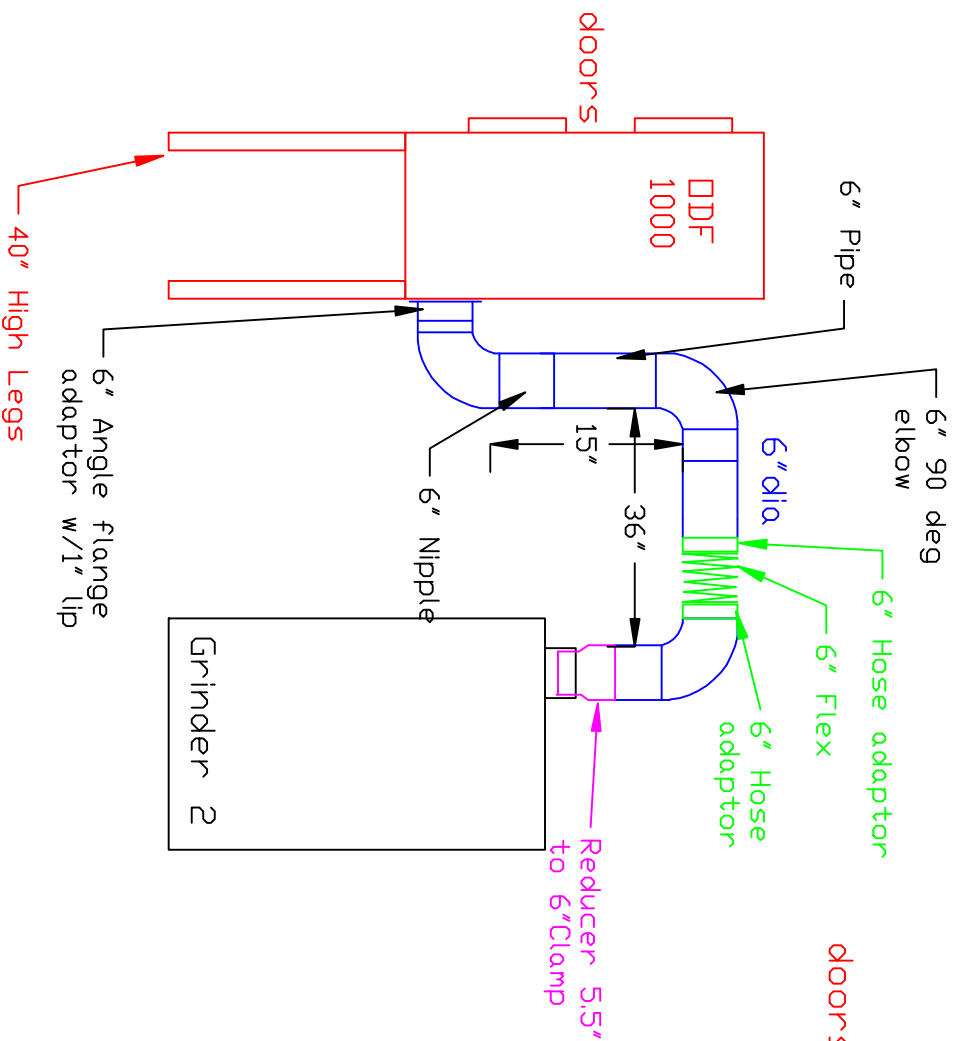 doors
ODF
1000
6" Pipe
6" 90 deg
elbow
6"dia
15"
36"
6" Nipple
6" Hose adaptor
6" Flex
6" Hose
adaptor
40" High Legs
6" Angle flange
adaptor w/1" lip
Grinder 2
Reducer 5.5"
to 6"Clamp
doors